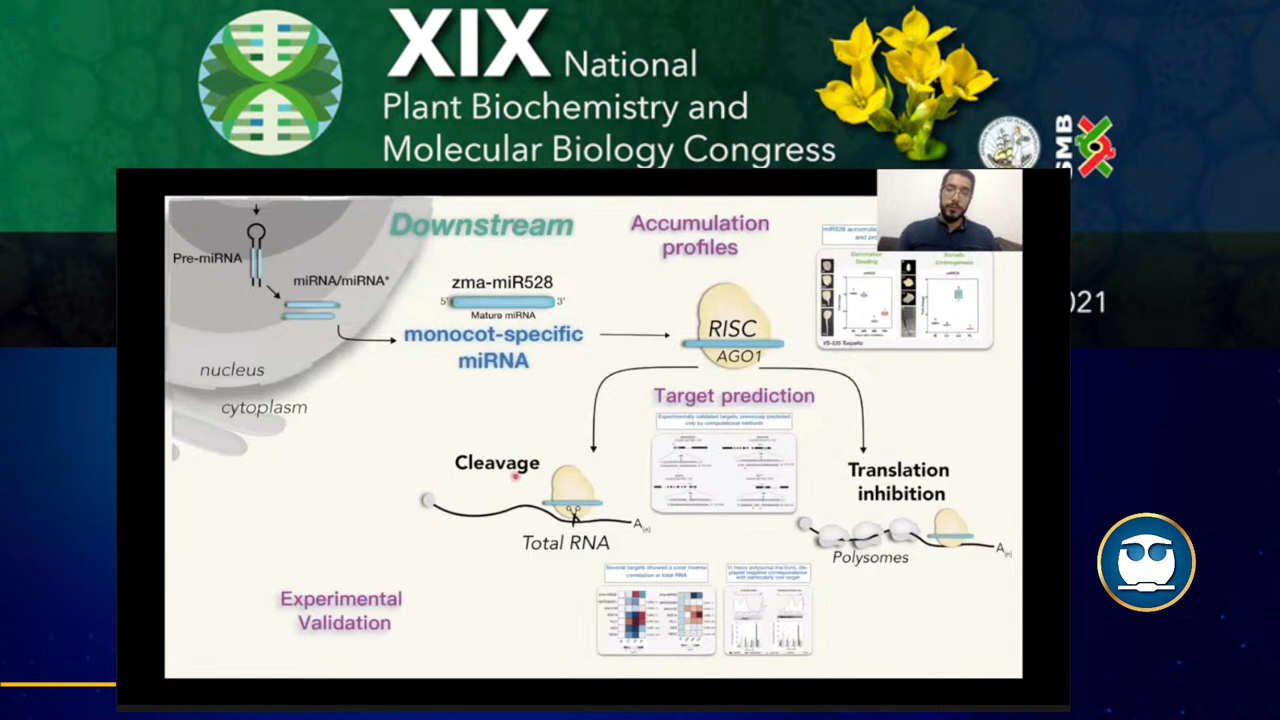 XIX National
Plant Biochemistry and
Molecular Biology Congress
SMB
021
Pre-miRNA
miRNA/miRNA*
nucleus
cytoplasm
Downstream
zma-miR528
5' 3'
Mature miRNA
monocot-specific
miRNA
Accumulation
profiles
RISC
AGO1
Germination
Seedling
Somatic
Embryogenesis
VS-535 Tuxpeño
Target prediction
Experimentally validated targets, previously predicted
only by computational methods
Cleavage
A(n)
Total RNA
Translation
inhibition
Polysomes
A(n)
Experimental
Validation
Several targets showed a clear inverse
correlation in total RNA
In heavy polysomal fractions, dis-
played negative correspondence
with particularly one target